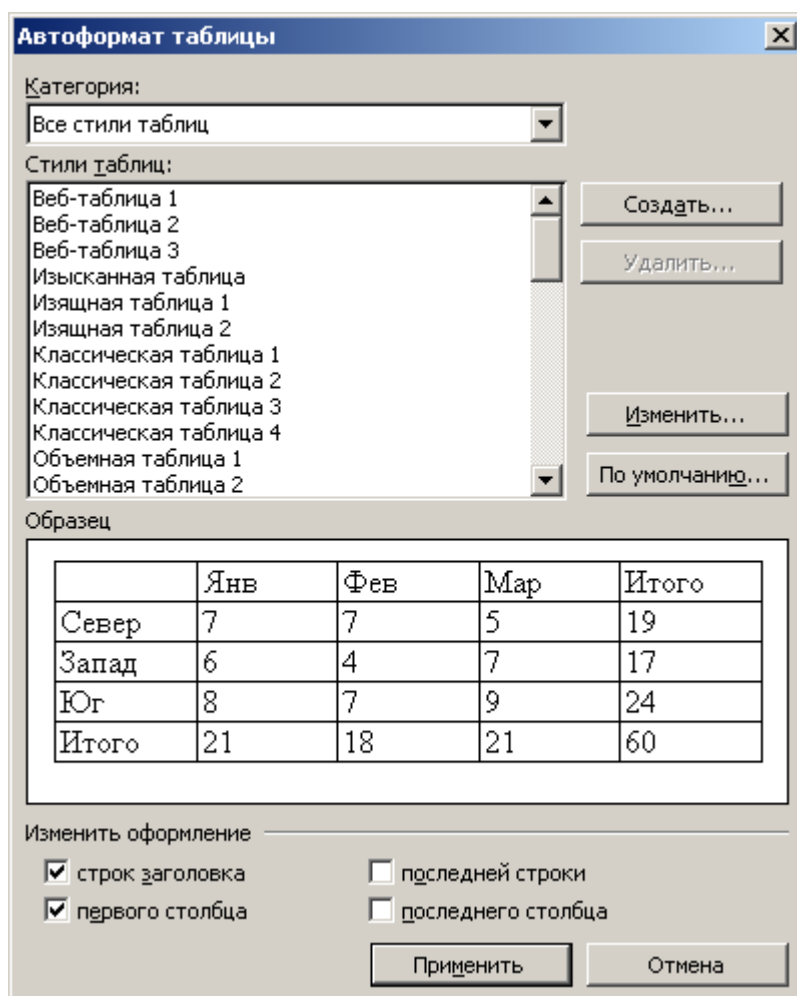 Автоформат таблицы
Категория:
Все стили таблиц
Стили таблиц:
Веб-таблица 1
Веб-таблица 2
Веб-таблица 3
Изысканная таблица
Изящная таблица 1
Изящная таблица 2
Классическая таблица 1
Классическая таблица 2
Классическая таблица 3
Классическая таблица 4
Объемная таблица 1
Объемная таблица 2
Создать...
Удалить...
Изменить...
По умолчанию...
Образец
Янв Фев Мар Итого
Север 7 7 5 19
Запад 6 4 7 17
Юг 8 7 9 24
Итого 21 18 21 60
Изменить оформление
строк заголовка
последней строки
первого столбца
последнего столбца
Применить
Отмена